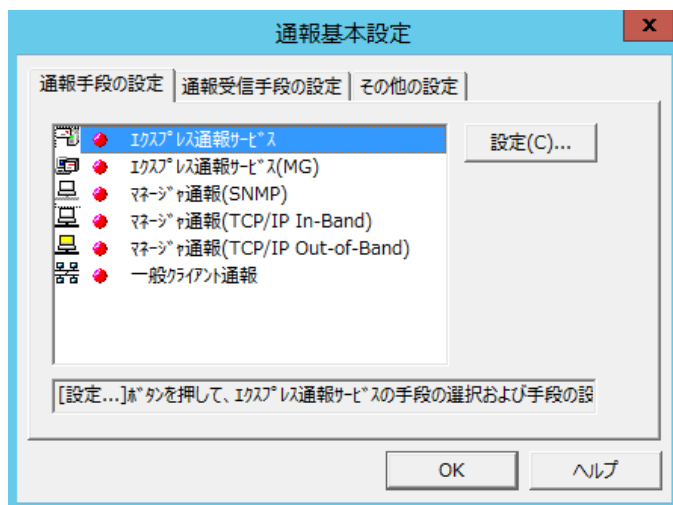 通報基本設定
x
通報手段の設定 通報受信手段の設定 その他の設定
ｴｸｽﾌﾟﾚｽ通報ｻｰﾋﾞｽ
設定(C)...
ｴｸｽﾌﾟﾚｽ通報ｻｰﾋﾞｽ(MG)
ﾏﾈｰｼﾞｬ通報(SNMP)
ﾏﾈｰｼﾞｬ通報(TCP/IP In-Band)
ﾏﾈｰｼﾞｬ通報(TCP/IP Out-of-Band)
一般ｸﾗｲｱﾝﾄ通報
[設定...]ﾎﾞﾀﾝを押して、ｴｸｽﾌﾟﾚｽ通報ｻｰﾋﾞｽの手段の選択および手段の設
OK ヘルプ